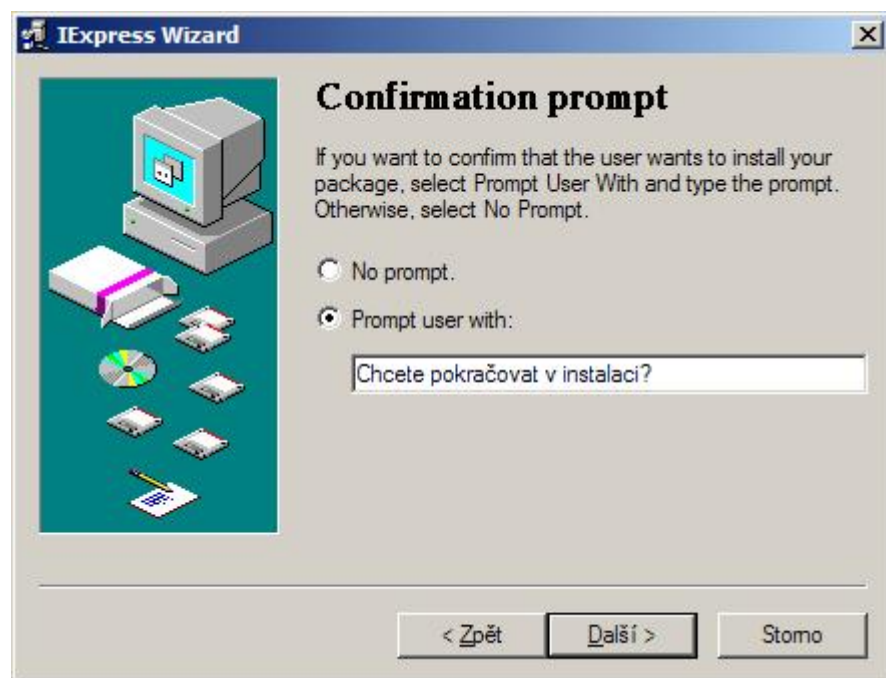 IExpress Wizard
Confirmation prompt
If you want to confirm that the user wants to install your
package, select Prompt User With and type the prompt.
Otherwise, select No Prompt.
No prompt.
Prompt user with:
Chcete pokračovat v instalaci?
< Zpět
Další >
Storno